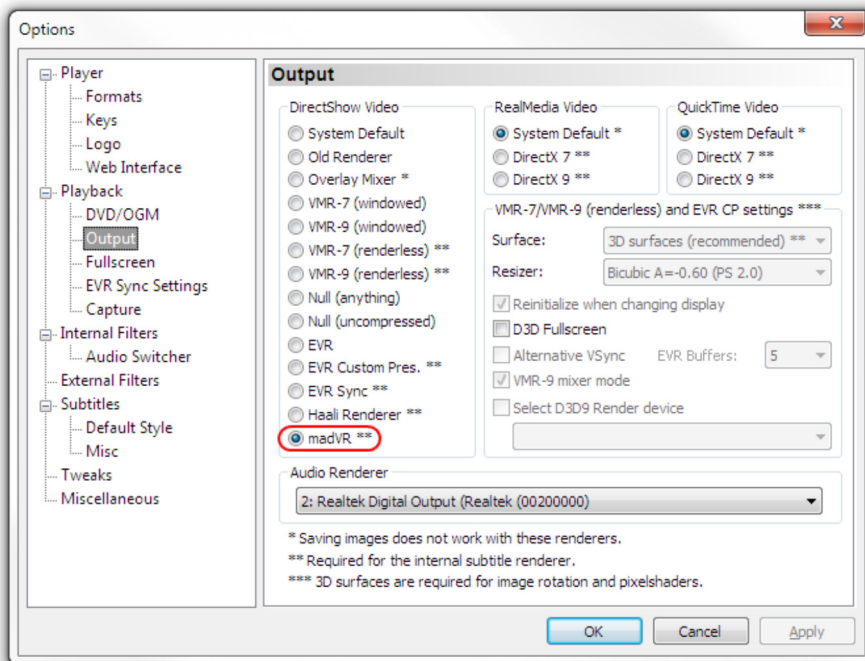 Options
Player
Formats
Keys
Logo
Web Interface
Playback
DVD/OGM
Output
Fullscreen
EVR Sync Settings
Capture
Internal Filters
Audio Switcher
External Filters
Subtitles
Default Style
Misc
Tweaks
Miscellaneous
Output
DirectShow Video
System Default
Old Renderer
Overlay Mixer *
VMR-7 (windowed)
VMR-9 (windowed)
VMR-7 (renderless) **
VMR-9 (renderless) **
Null (anything)
Null (uncompressed)
EVR
EVR Custom Pres. **
EVR Sync **
Haali Renderer **
madVR **
RealMedia Video
System Default *
DirectX 7 **
DirectX 9 **
QuickTime Video
System Default *
DirectX 7 **
DirectX 9 **
VMR-7/VMR-9 (renderless) and EVR CP settings ***
Surface: 3D surfaces (recommended) **
Resizer: Bicubic A=-0.60 (PS 2.0)
Reinitialize when changing display
D3D Fullscreen
Alternative VSync EVR Buffers: 5
VMR-9 mixer mode
Select D3D9 Render device
Audio Renderer
2: Realtek Digital Output (Realtek (00200000)
* Saving images does not work with these renderers.
** Required for the internal subtitle renderer.
*** 3D surfaces are required for image rotation and pixelshaders.
OK Cancel Apply